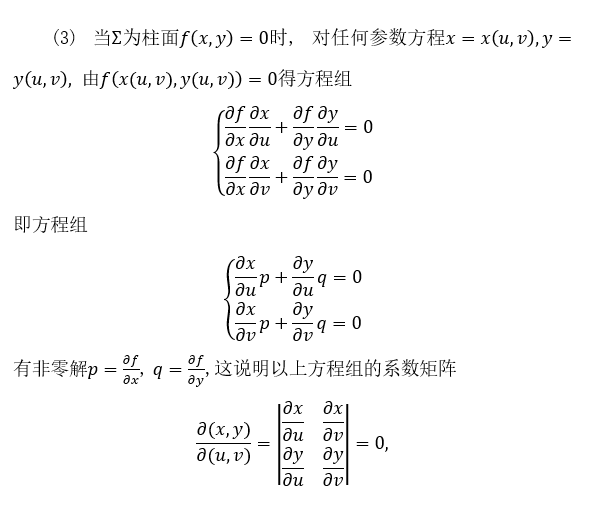 (3) 当Σ为柱面f(x,y) = 0时， 对任何参数方程x = x(u,v), y =
y(u,v), 由f(x(u,v),y(u,v)) = 0得方程组
{ ∂f/∂x ∂x/∂u + ∂f/∂y ∂y/∂u = 0
∂f/∂x ∂x/∂v + ∂f/∂y ∂y/∂v = 0
即方程组
{ ∂x/∂u p + ∂y/∂u q = 0
∂x/∂v p + ∂y/∂v q = 0
有非零解p = ∂f/∂x, q = ∂f/∂y, 这说明以上方程组的系数矩阵
∂(x,y)/∂(u,v) = | ∂x/∂u ∂x/∂v
∂y/∂u ∂y/∂v | = 0,